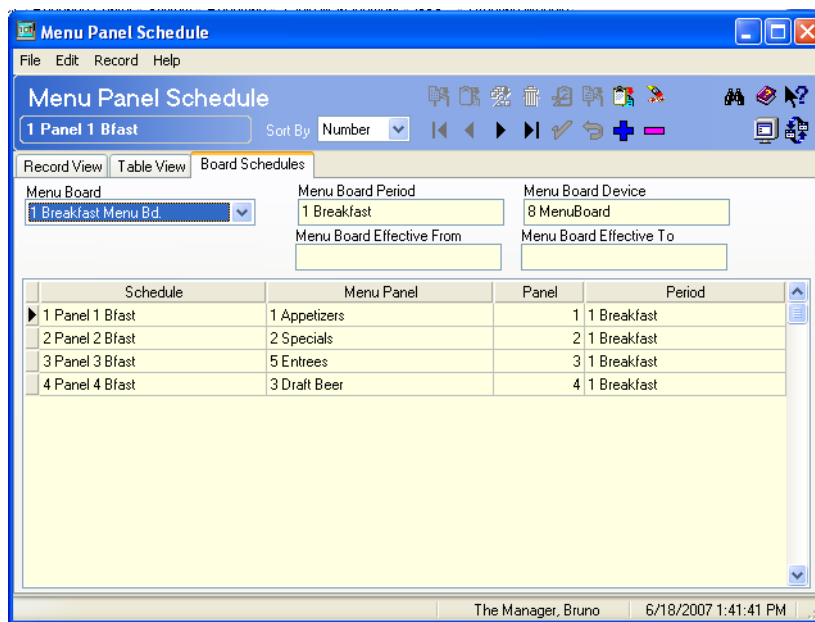 Menu Panel Schedule
File Edit Record Help
Menu Panel Schedule
1 Panel 1 Bfast Sort By Number
Record View Table View Board Schedules
Menu Board Menu Board Period Menu Board Device
1 Breakfast Menu Bd. 1 Breakfast 8 MenuBoard
Menu Board Effective From Menu Board Effective To
Schedule Menu Panel Panel Period
1 Panel 1 Bfast 1 Appetizers 1 1 Breakfast
2 Panel 2 Bfast 2 Specials 2 1 Breakfast
3 Panel 3 Bfast 5 Entrees 3 1 Breakfast
4 Panel 4 Bfast 3 Draft Beer 4 1 Breakfast
The Manager, Bruno 6/18/2007 1:41:41 PM